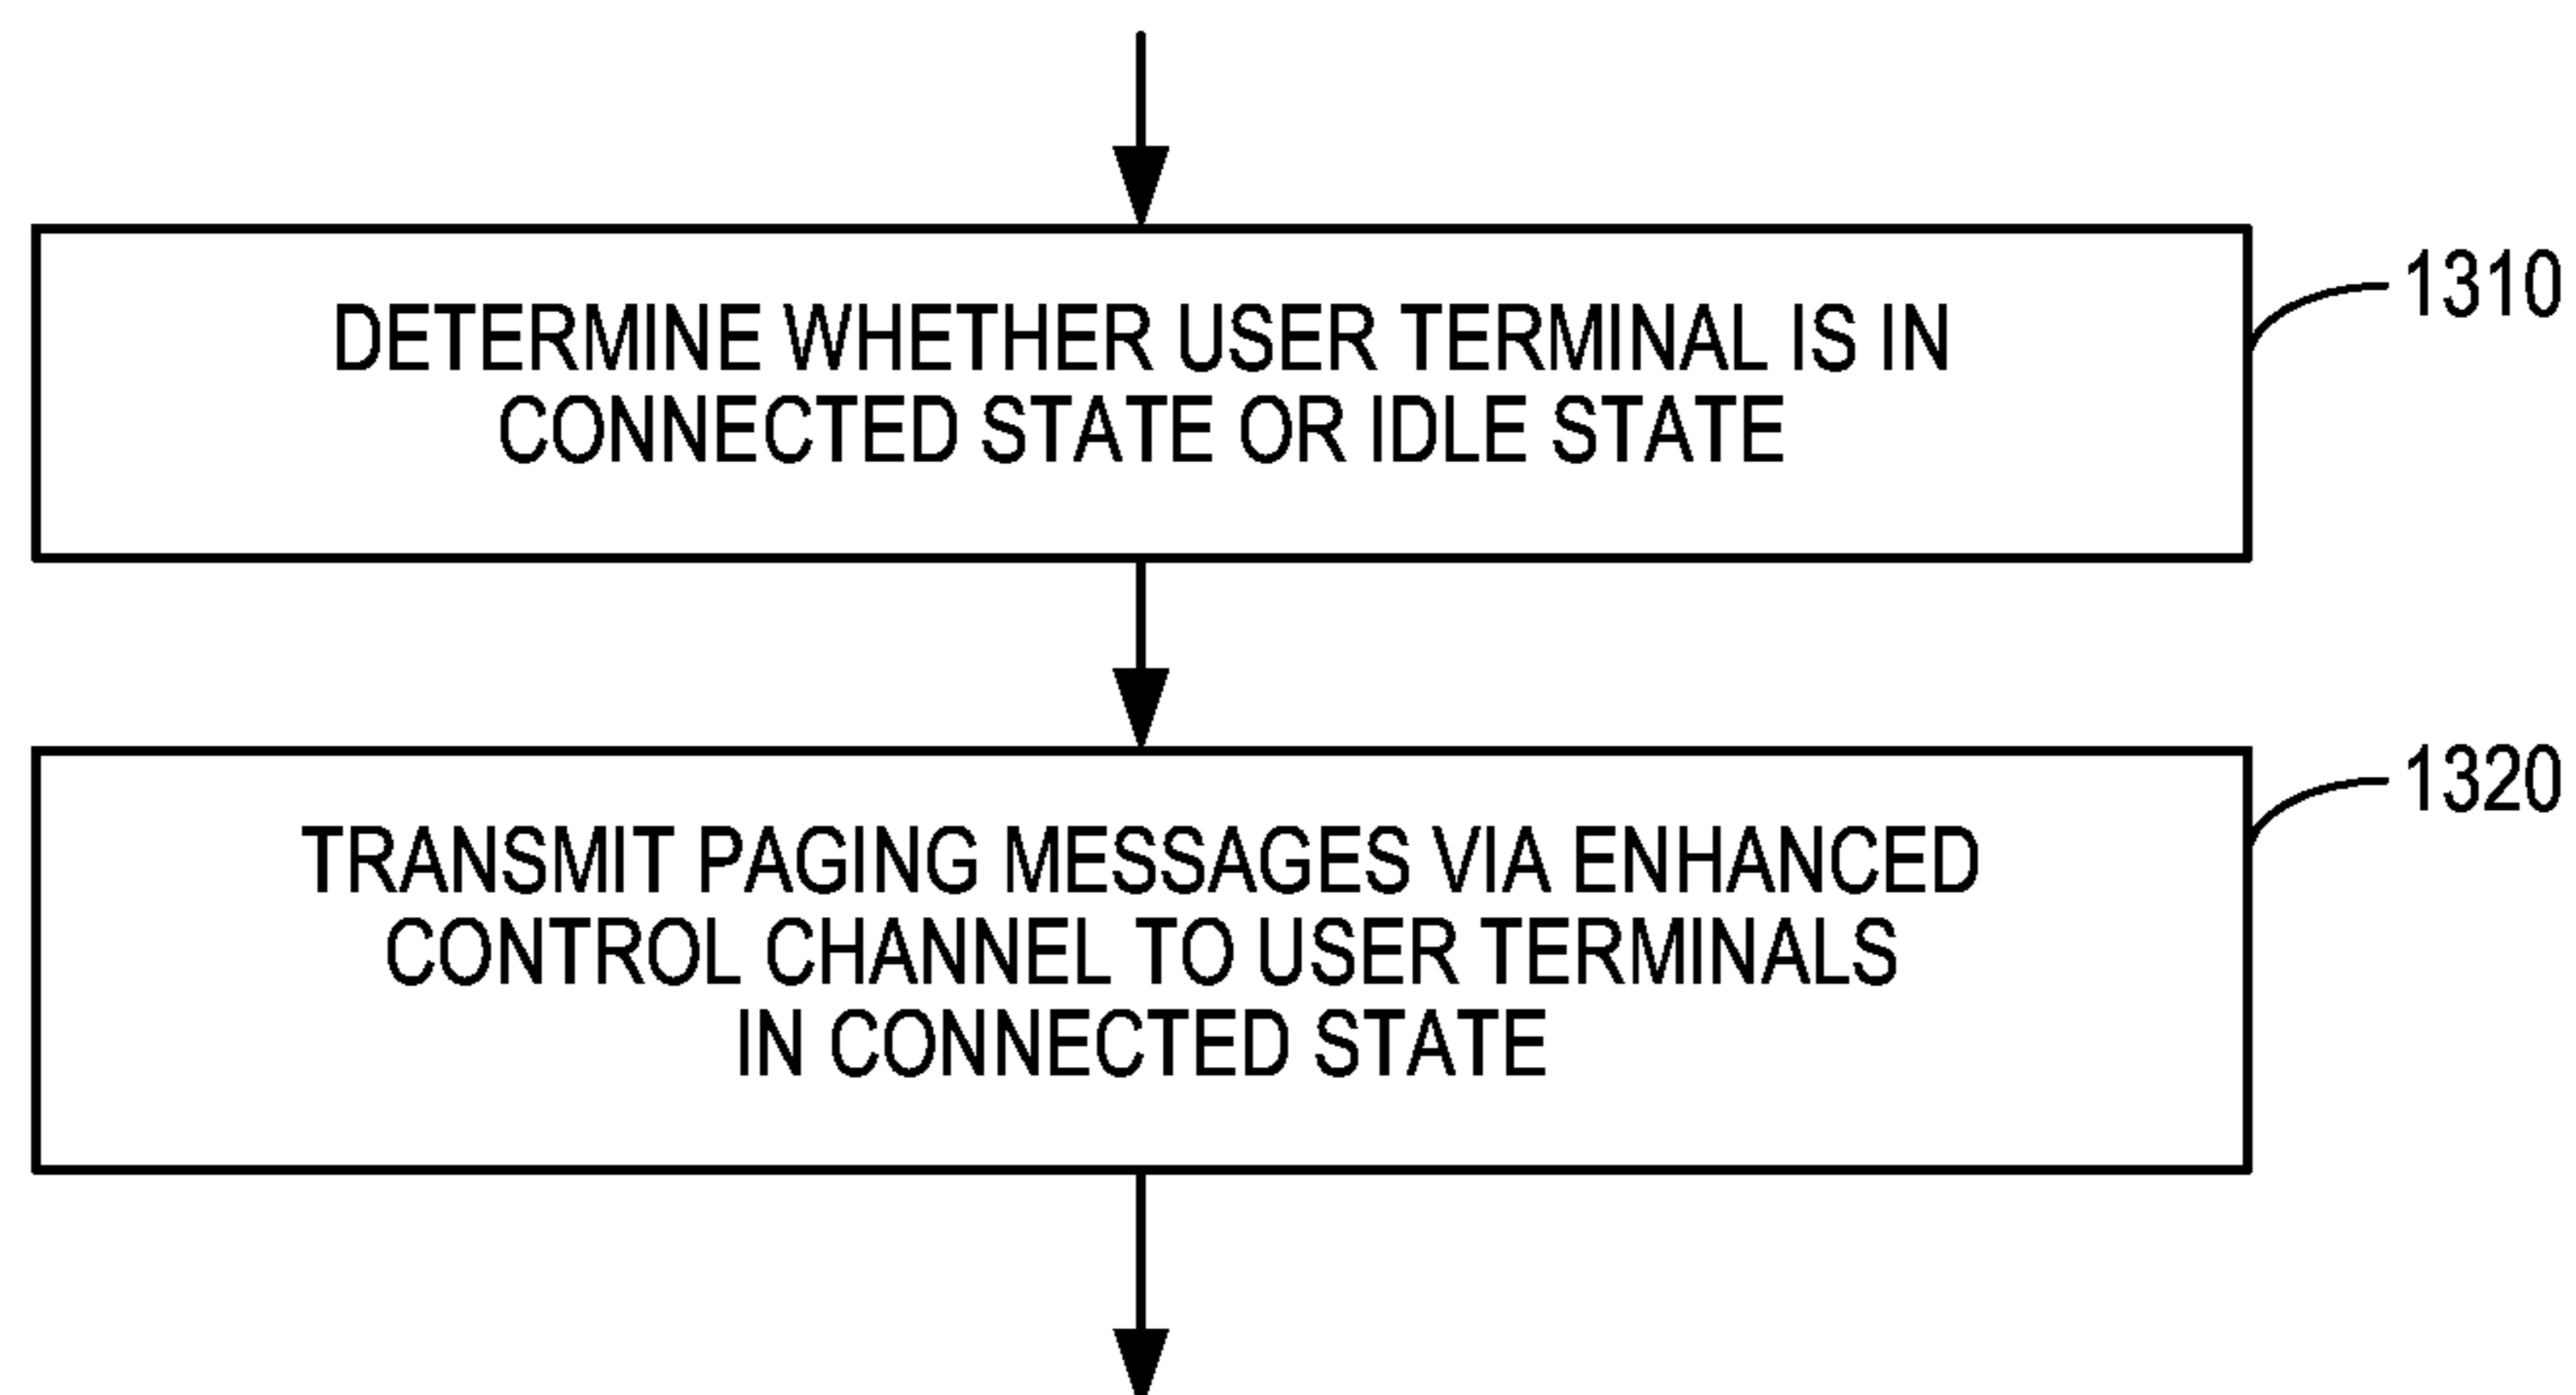 DETERMINE WHETHER USER TERMINAL IS IN
CONNECTED STATE OR IDLE STATE
1310
TRANSMIT PAGING MESSAGES VIA ENHANCED
CONTROL CHANNEL TO USER TERMINALS
IN CONNECTED STATE
1320